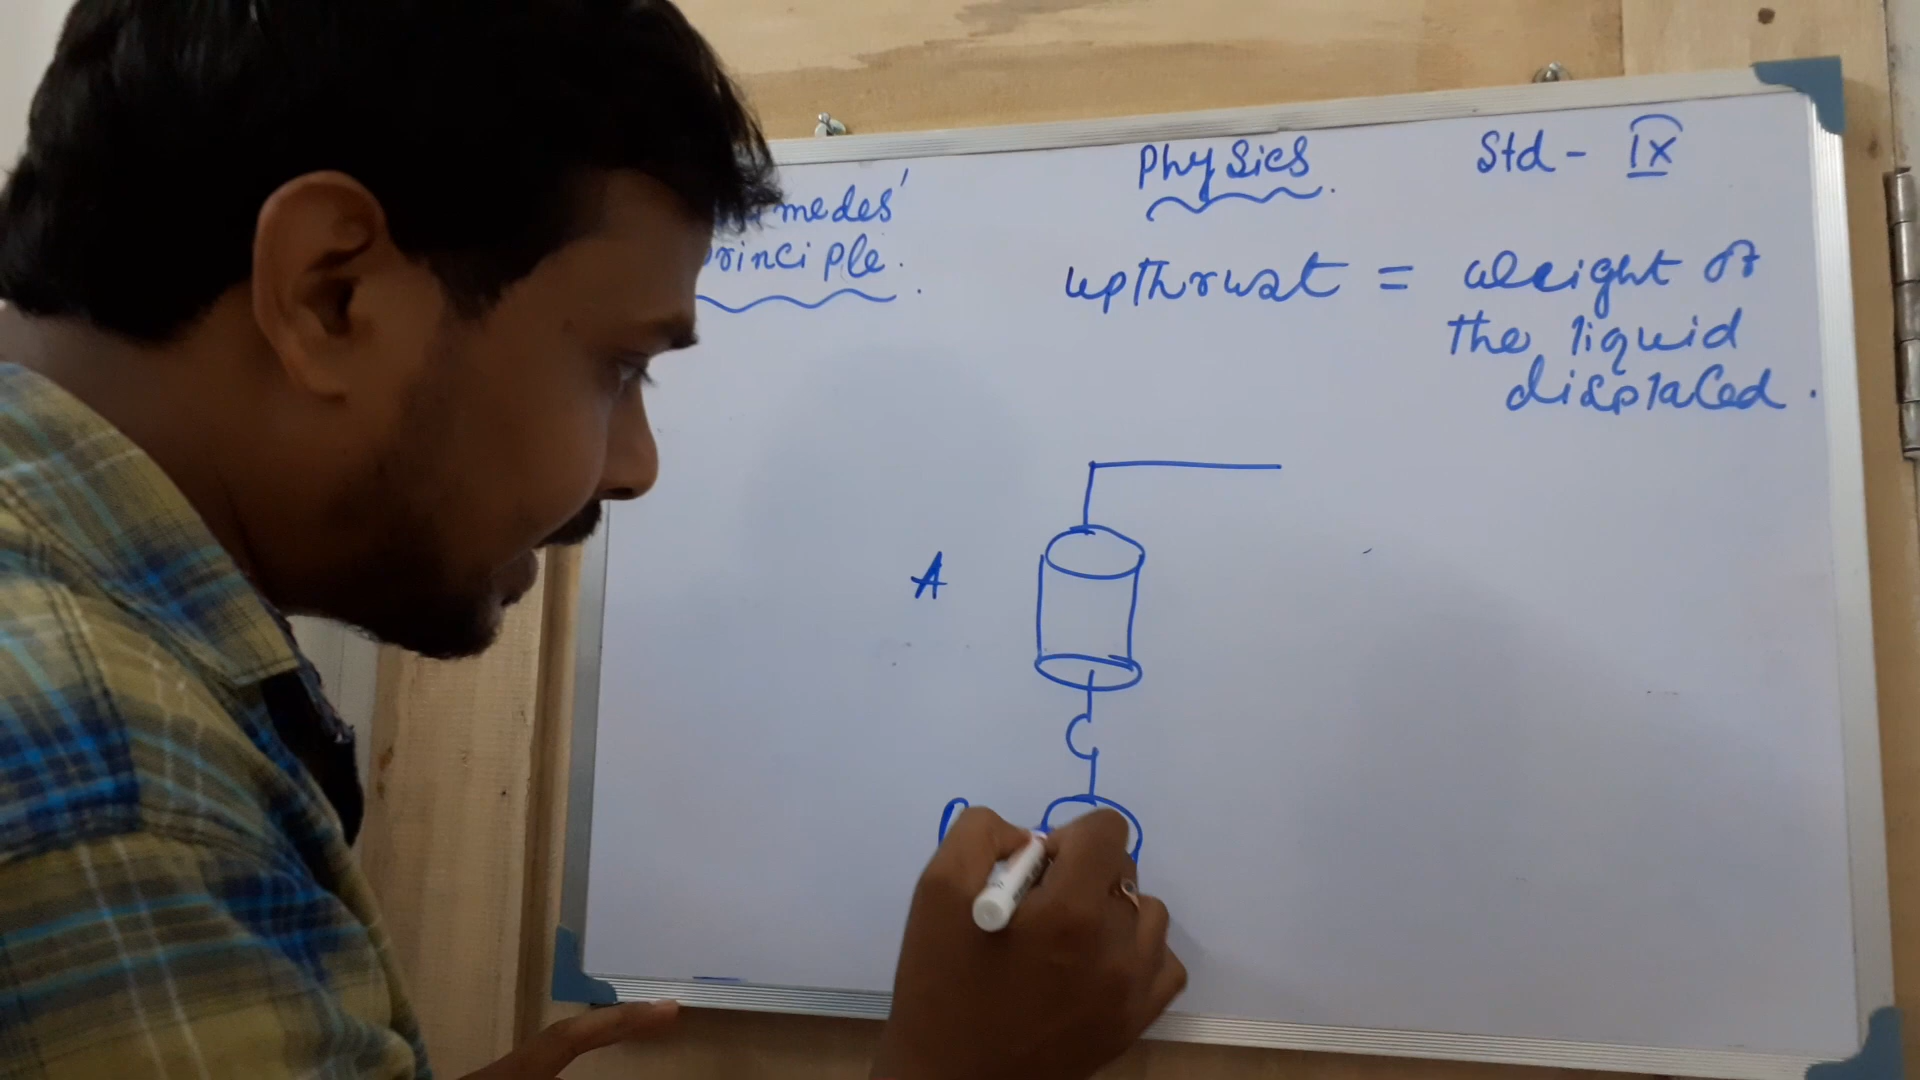 medes'
Principle.
Physics.
Std - IX
upthrust = weight of
the liquid
displaced.
A